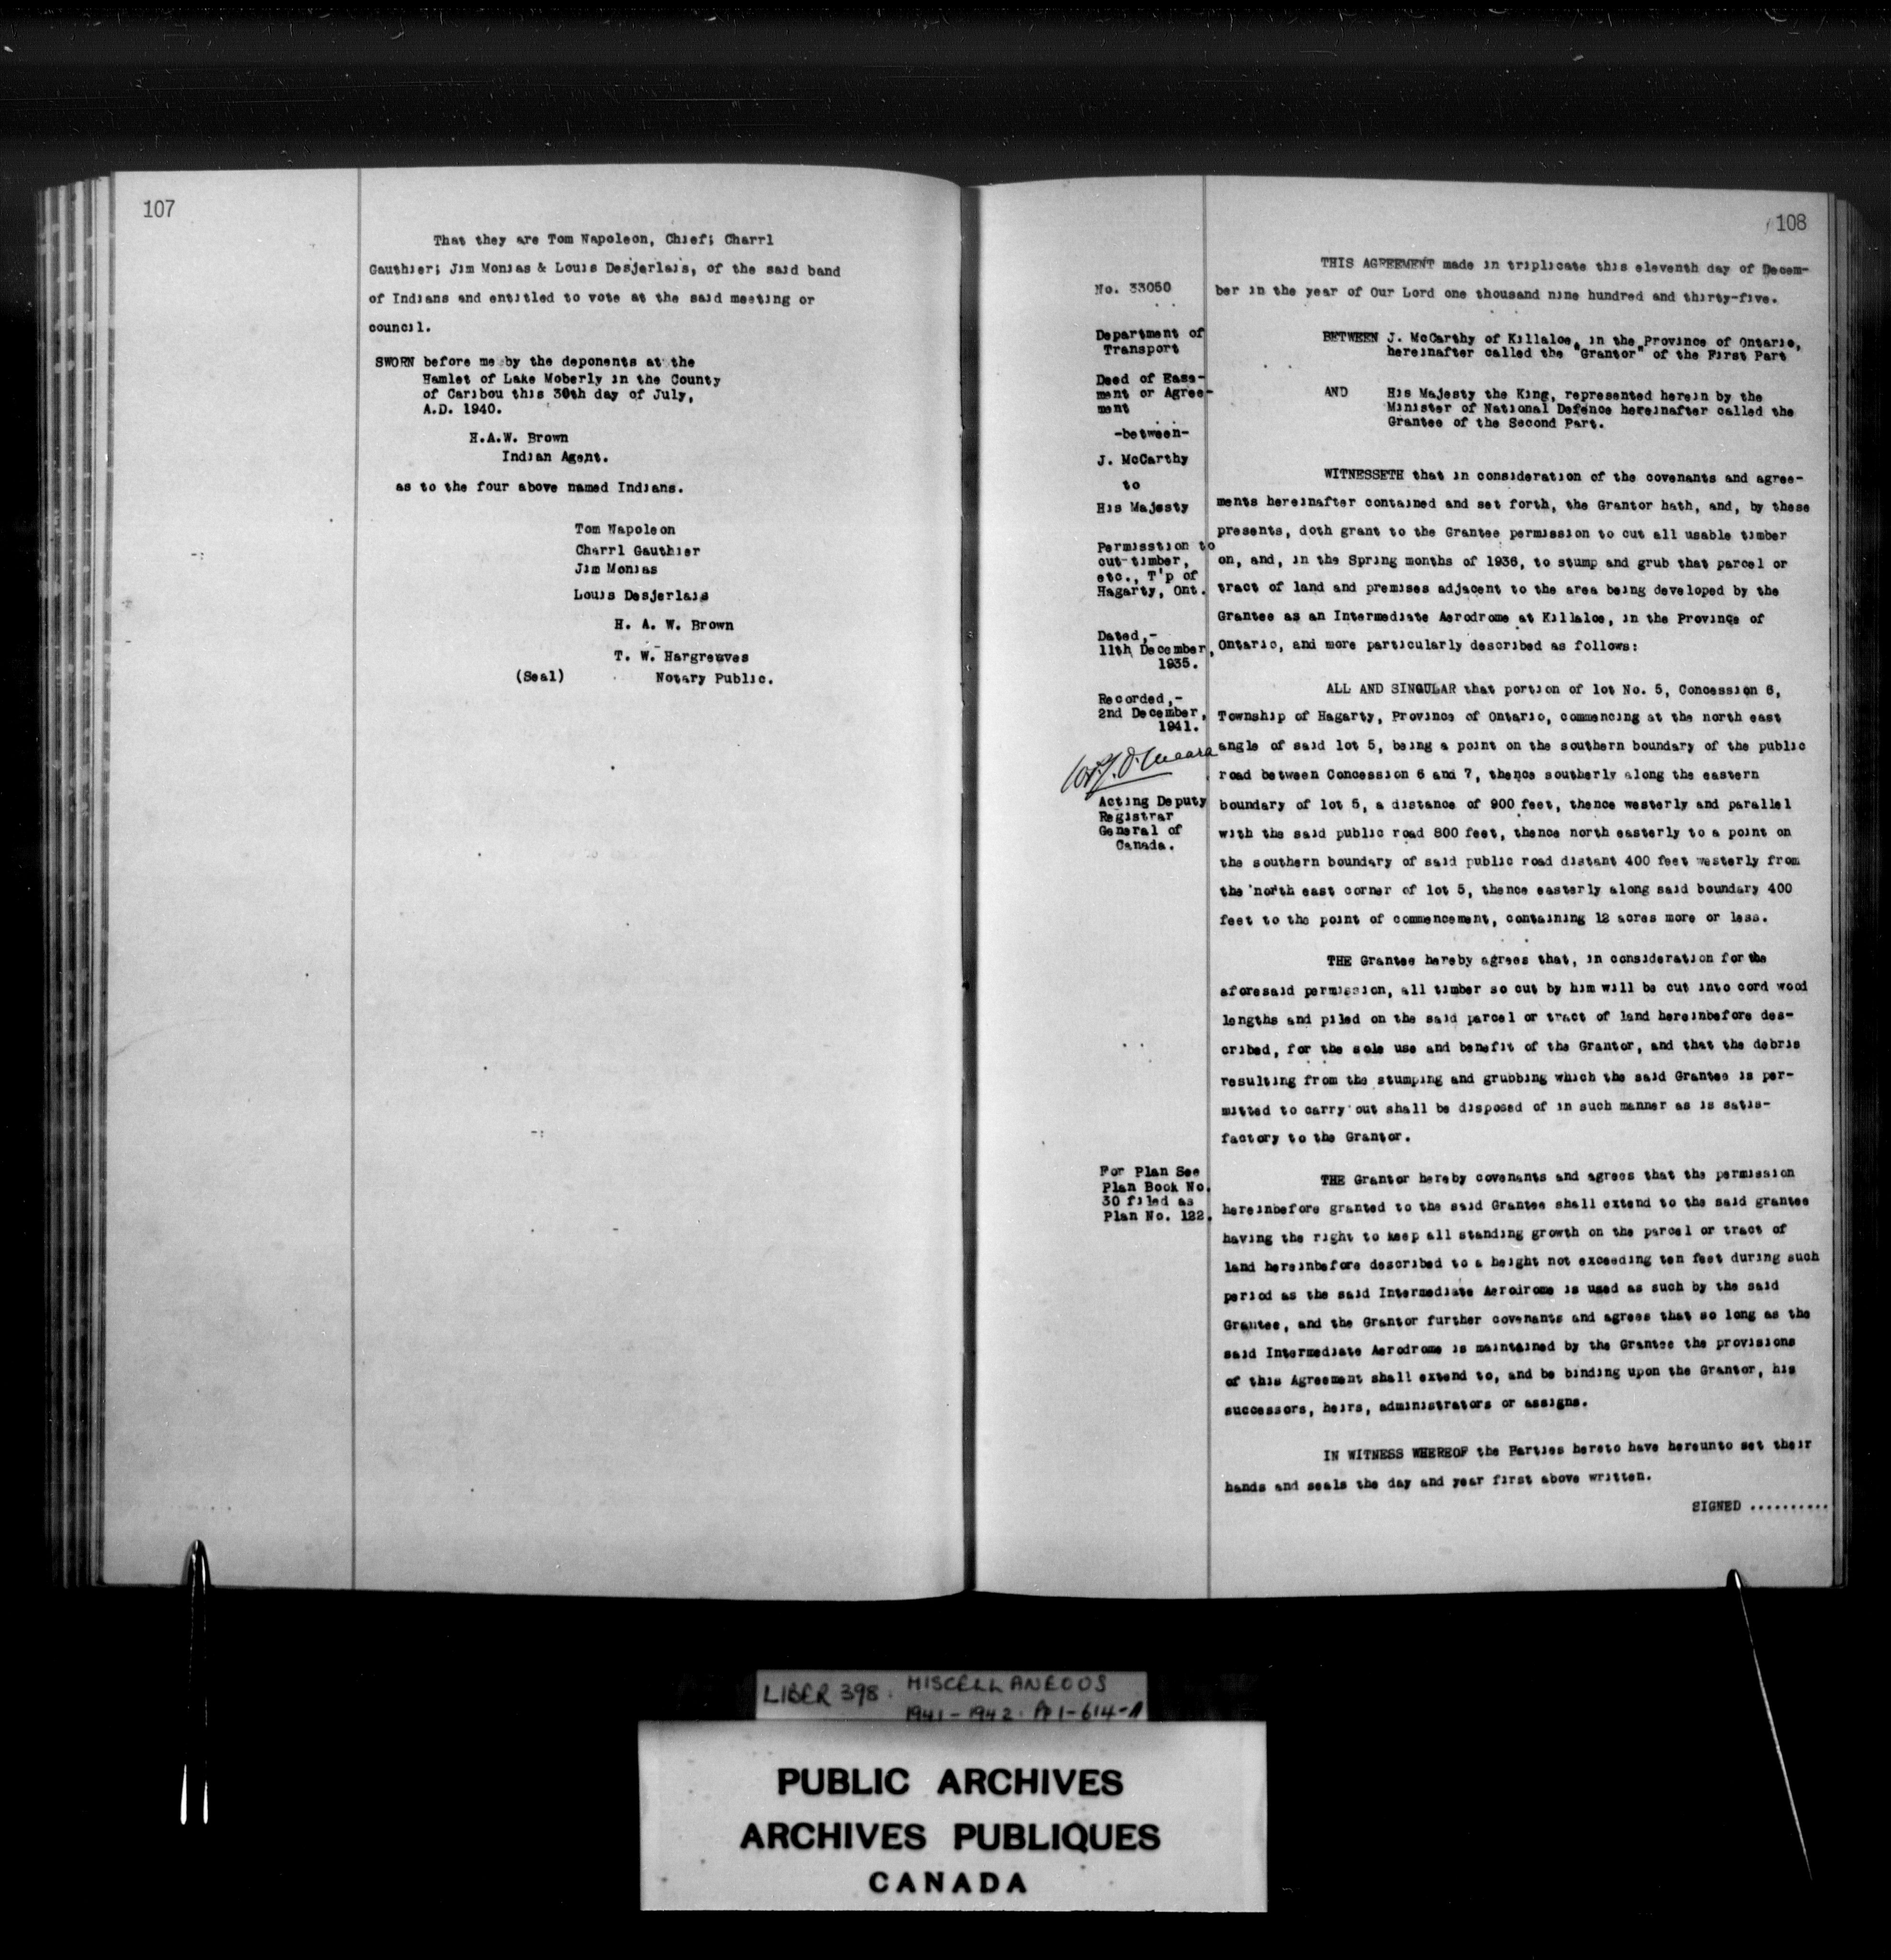 107
That they are Tom Napoleon, Chief; Charrl
Gauthier; Jim Monias & Louis Desjerlais, of the said band
of Indians and entitled to vote at the said meeting or
council.
SWORN before me by the deponents at the
Hamlet of Lake Moberly in the County
of Caribou this 30th day of July,
A.D. 1940.
H.A.W. Brown
Indian Agent.
as to the four above named Indians.
Tom Napoleon
Charrl Gauthier
Jim Monias
Louis Desjerlais
H. A. W. Brown
T. W. Hargreaves
(Seal) Notary Public.
108
No. 33050
Department of
Transport
Deed of Ease-
ment or Agree-
ment
-between-
J. McCarthy
to
His Majesty
Permisstion to
cut timber,
etc., T'p of
Hagarty, Ont.
Dated,-
11th December,
1935.
Recorded,-
2nd December,
1941.
Acting Deputy
Registrar
General of
Canada.
For Plan See
Plan Book No.
30 filed as
Plan No. 122.
THIS AGREEMENT made in triplicate this eleventh day of Decem-
ber in the year of Our Lord one thousand nine hundred and thirty-five.
BETWEEN J. McCarthy of Killaloe, in the Province of Ontario,
hereinafter called the "Grantor" of the First Part
AND His Majesty the King, represented herein by the
Minister of National Defence hereinafter called the
Grantee of the Second Part.
WITNESSETH that in consideration of the covenants and agree-
ments hereinafter contained and set forth, the Grantor hath, and, by these
presents, doth grant to the Grantee permission to cut all usable timber
on, and, in the Spring months of 1936, to stump and grub that parcel or
tract of land and premises adjacent to the area being developed by the
Grantee as an Intermediate Aerodrome at Killaloe, in the Province of
Ontario, and more particularly described as follows:
ALL AND SINGULAR that portion of lot No. 5, Concession 6,
Township of Hagarty, Province of Ontario, commencing at the north east
angle of said lot 5, being a point on the southern boundary of the public
road between Concession 6 and 7, thence southerly along the eastern
boundary of lot 5, a distance of 900 feet, thence westerly and parallel
with the said public road 800 feet, thence north easterly to a point on
the southern boundary of said public road distant 400 feet westerly from
the north east corner of lot 5, thence easterly along said boundary 400
feet to the point of commencement, containing 12 acres more or less.
THE Grantee hereby agrees that, in consideration for the
aforesaid permission, all timber so cut by him will be cut into cord wood
lengths and piled on the said parcel or tract of land hereinbefore des-
cribed, for the sole use and benefit of the Grantor, and that the debris
resulting from the stumping and grubbing which the said Grantee is per-
mitted to carry out shall be disposed of in such manner as is satis-
factory to the Grantor.
THE Grantor hereby covenants and agrees that the permission
hereinbefore granted to the said Grantee shall extend to the said grantee
having the right to keep all standing growth on the parcel or tract of
land hereinbefore described to a height not exceeding ten feet during such
period as the said Intermediate Aerodrome is used as such by the said
Grantee, and the Grantor further covenants and agrees that so long as the
said Intermediate Aerodrome is maintained by the Grantee the provisions
of this Agreement shall extend to, and be binding upon the Grantor, his
successors, heirs, administrators or assigns.
IN WITNESS WHEREOF the Parties hereto have hereunto set their
hands and seals the day and year first above written.
SIGNED ..........
LIBER 398. MISCELLANEOUS
1941-1942. Pp 1-614-A
PUBLIC ARCHIVES
ARCHIVES PUBLIQUES
CANADA